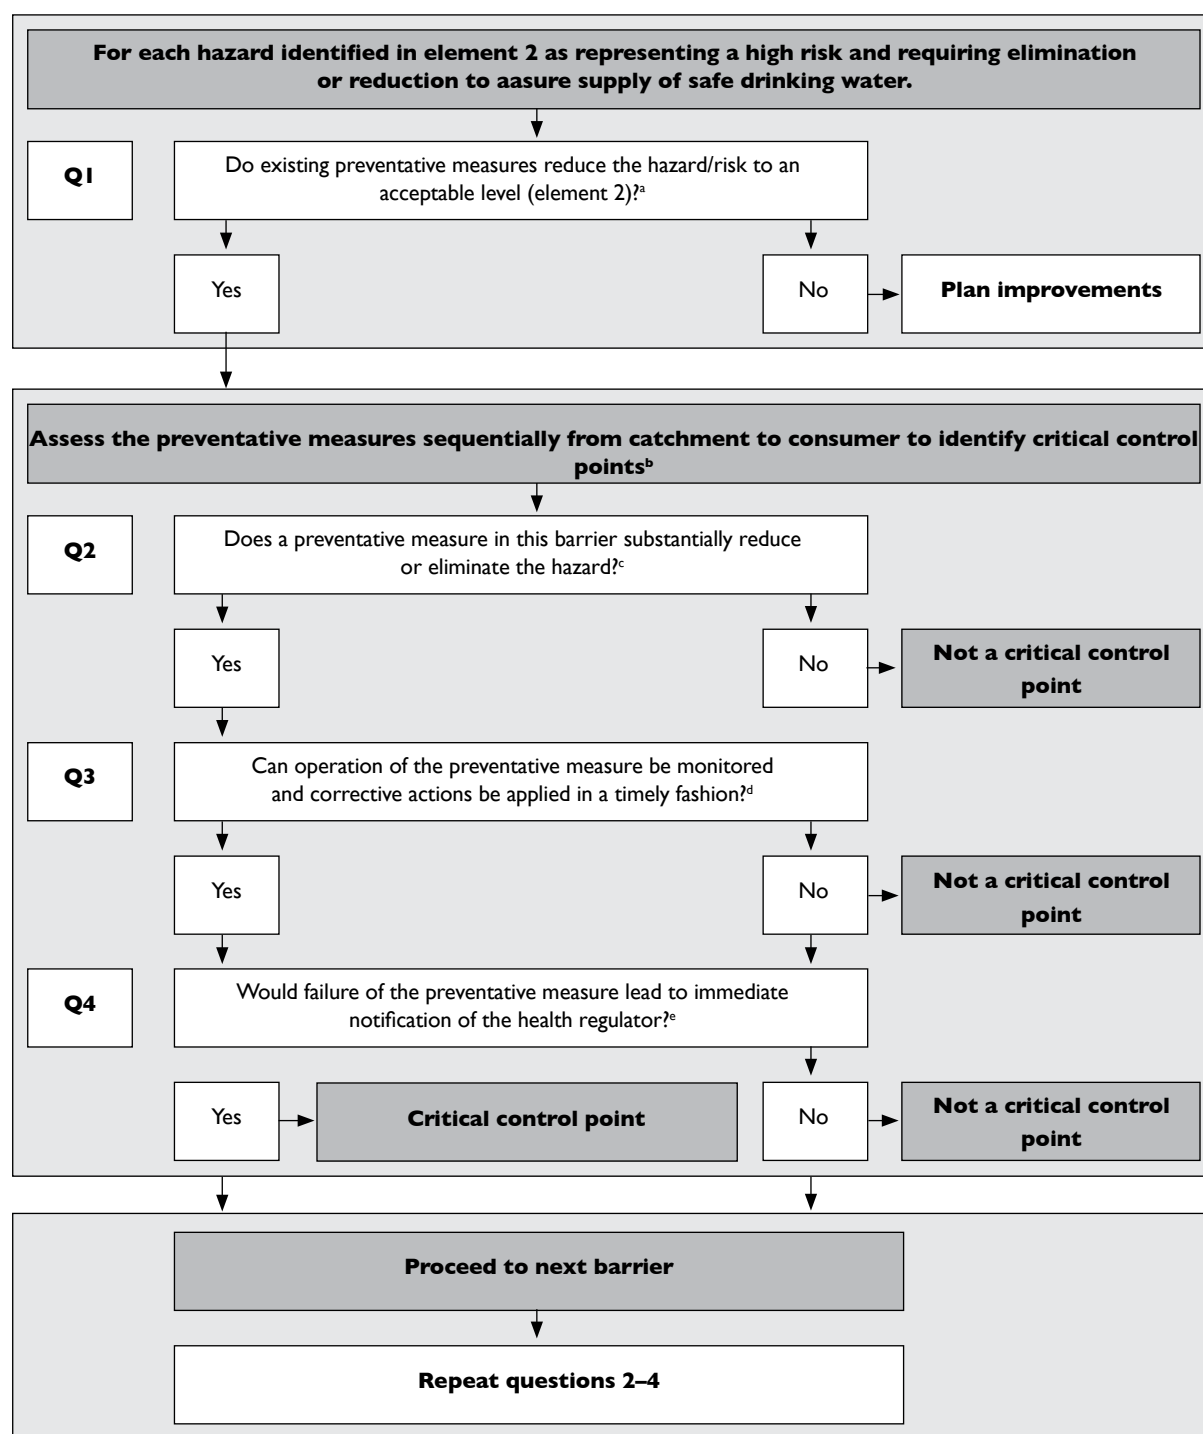 For each hazard identified in element 2 as representing a high risk and requiring elimination
or reduction to aasure supply of safe drinking water.
Q1
Do existing preventative measures reduce the hazard/risk to an
acceptable level (element 2)?ᵃ
Yes
No
Plan improvements
Assess the preventative measures sequentially from catchment to consumer to identify critical control
pointsᵇ
Q2
Does a preventative measure in this barrier substantially reduce
or eliminate the hazard?ᶜ
Yes
No
Not a critical control
point
Q3
Can operation of the preventative measure be monitored
and corrective actions be applied in a timely fashion?ᵈ
Yes
No
Not a critical control
point
Q4
Would failure of the preventative measure lead to immediate
notification of the health regulator?ᵉ
Yes
Critical control point
No
Not a critical control
point
Proceed to next barrier
Repeat questions 2–4